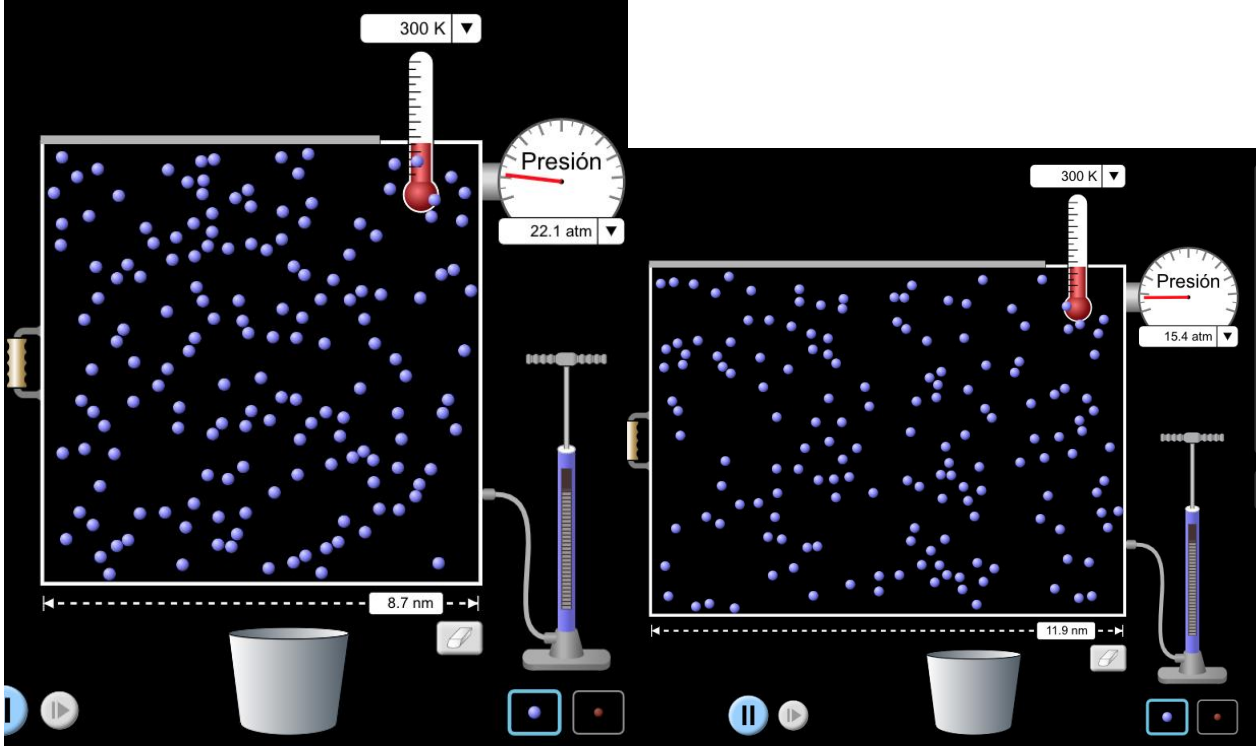 300 K
Presión
22.1 atm
8.7 nm
300 K
Presión
15.4 atm
11.9 nm